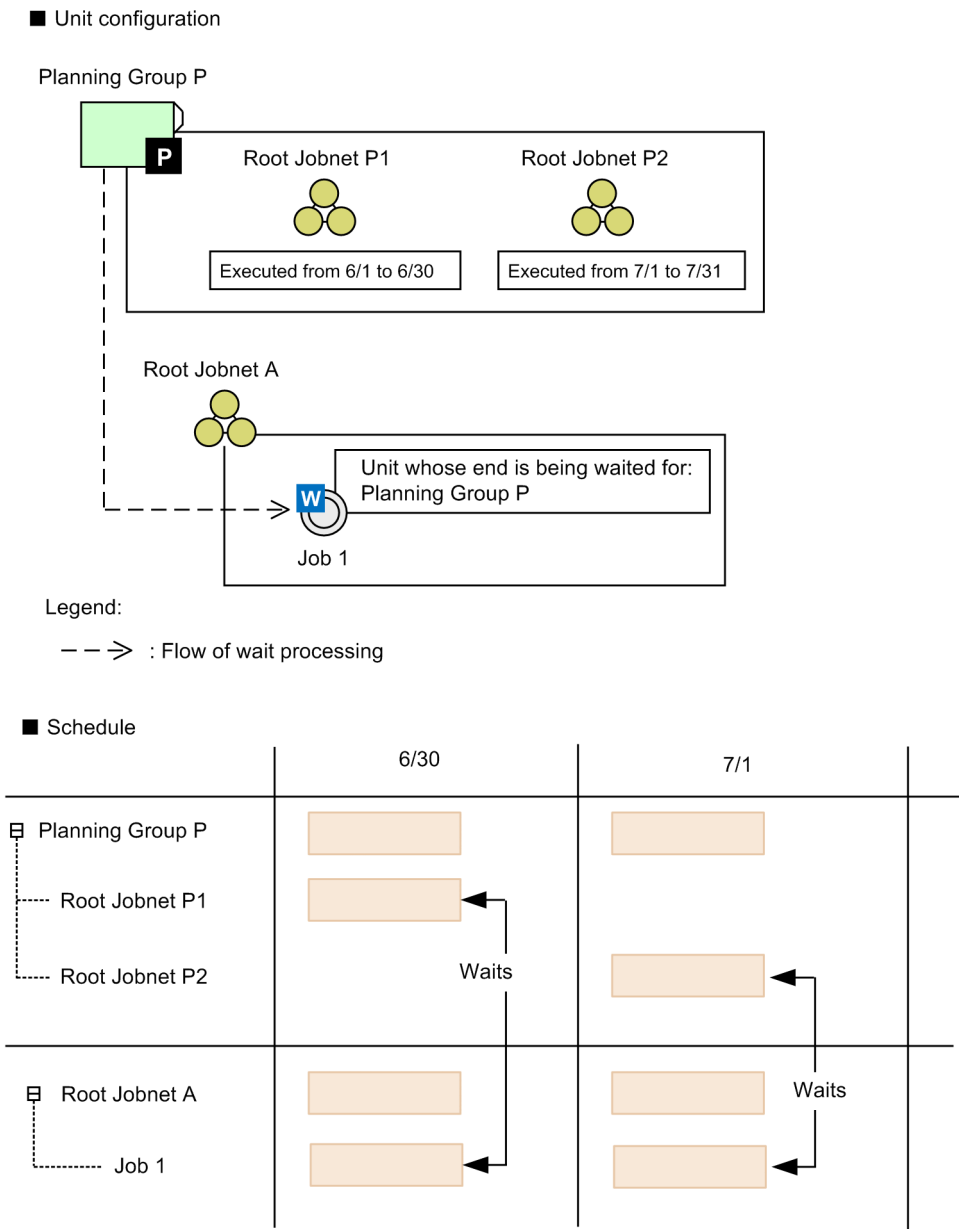 ■ Unit configuration
Planning Group P
P
Root Jobnet P1
Root Jobnet P2
Executed from 6/1 to 6/30
Executed from 7/1 to 7/31
Root Jobnet A
Unit whose end is being waited for:
Planning Group P
W
Job 1
Legend:
: Flow of wait processing
■ Schedule
6/30
7/1
Planning Group P
Root Jobnet P1
Root Jobnet P2
Waits
Root Jobnet A
Waits
Job 1